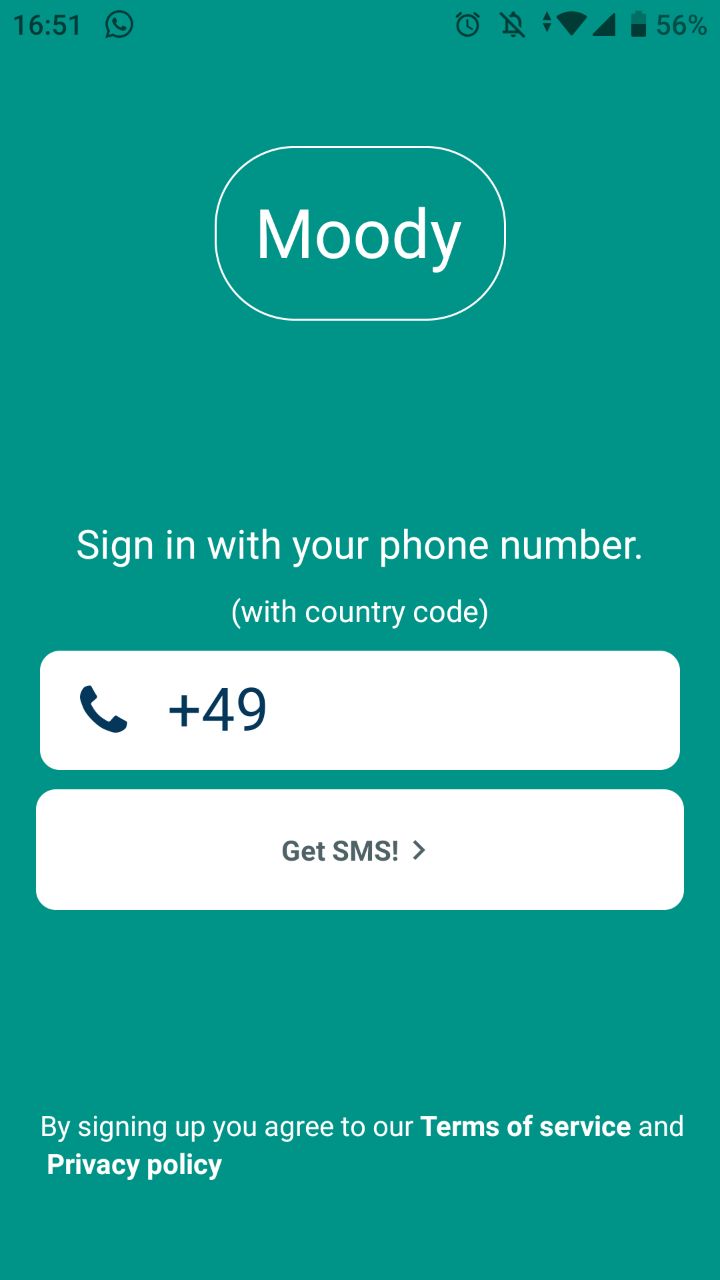 16:51 56%
Moody
Sign in with your phone number.
(with country code)
+49
Get SMS!
By signing up you agree to our Terms of service and
Privacy policy